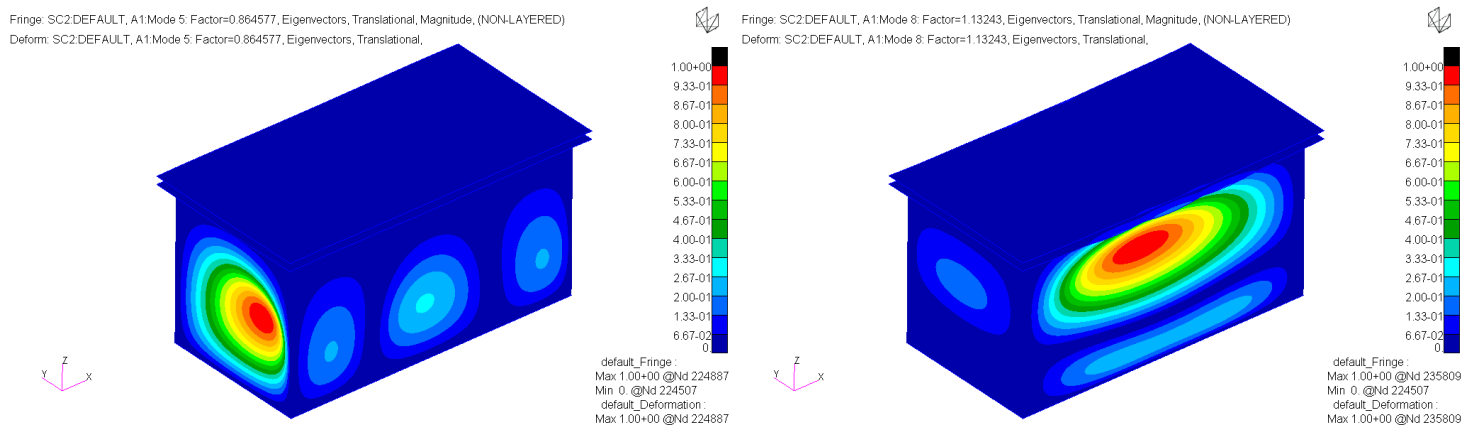 Fringe: SC2:DEFAULT, A1:Mode 5: Factor=0.864577, Eigenvectors, Translational, Magnitude, (NON-LAYERED)
Deform: SC2:DEFAULT, A1:Mode 5: Factor=0.864577, Eigenvectors, Translational,
1.00+00
9.33-01
8.67-01
8.00-01
7.33-01
6.67-01
6.00-01
5.33-01
4.67-01
4.00-01
3.33-01
2.67-01
2.00-01
1.33-01
6.67-02
0.
default_Fringe :
Max 1.00+00 @Nd 224887
Min 0. @Nd 224507
default_Deformation :
Max 1.00+00 @Nd 224887
Z
Y
X
Fringe: SC2:DEFAULT, A1:Mode 8: Factor=1.13243, Eigenvectors, Translational, Magnitude, (NON-LAYERED)
Deform: SC2:DEFAULT, A1:Mode 8: Factor=1.13243, Eigenvectors, Translational,
1.00+00
9.33-01
8.67-01
8.00-01
7.33-01
6.67-01
6.00-01
5.33-01
4.67-01
4.00-01
3.33-01
2.67-01
2.00-01
1.33-01
6.67-02
0.
default_Fringe :
Max 1.00+00 @Nd 235809
Min 0. @Nd 224507
default_Deformation :
Max 1.00+00 @Nd 235809
Z
Y
X